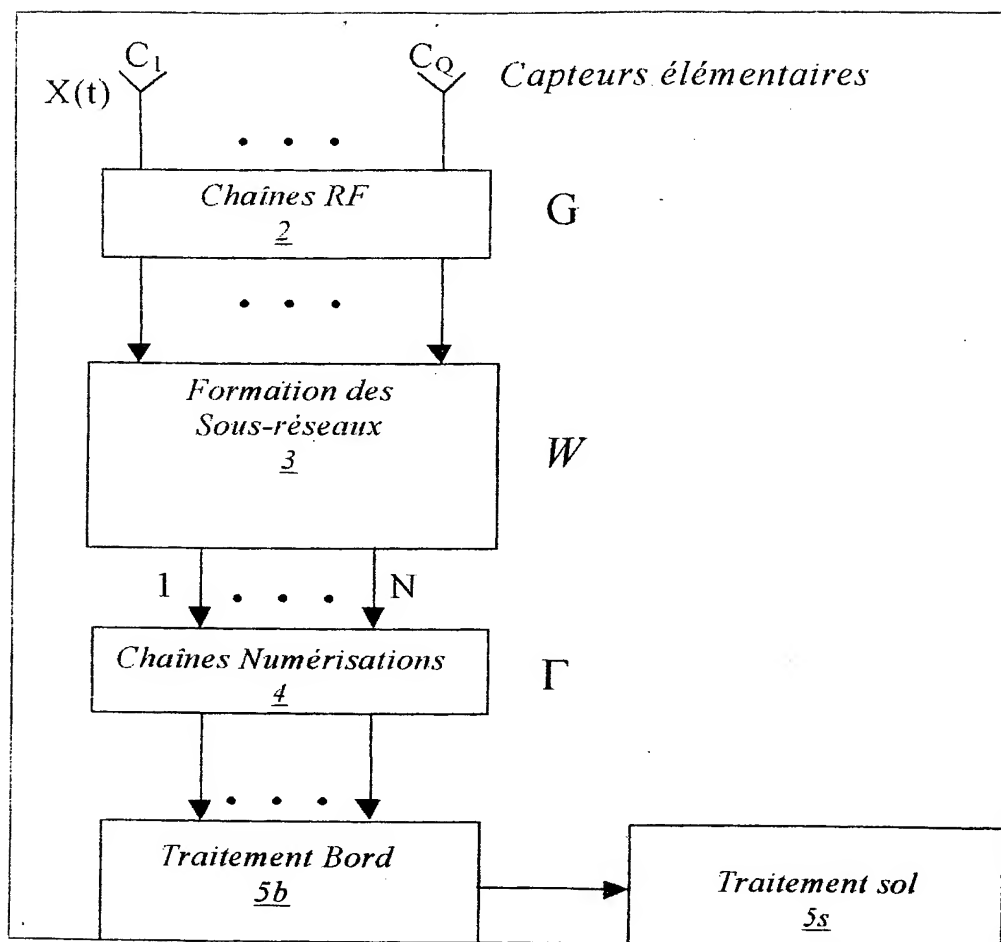 C₁ C_Q Capteurs élémentaires
X(t)
Chaînes RF
2
G
Formation des
Sous-réseaux
3
W
1 N
Chaînes Numérisations
4
Γ
Traitement Bord
5b
Traitement sol
5s